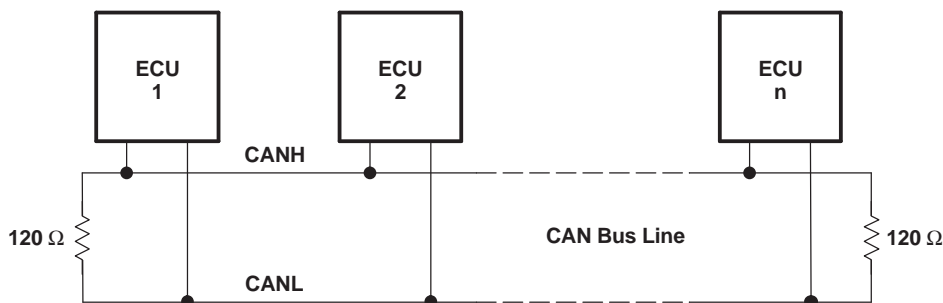 ECU
1
ECU
2
ECU
n
CANH
120 Ω
CAN Bus Line
120 Ω
CANL